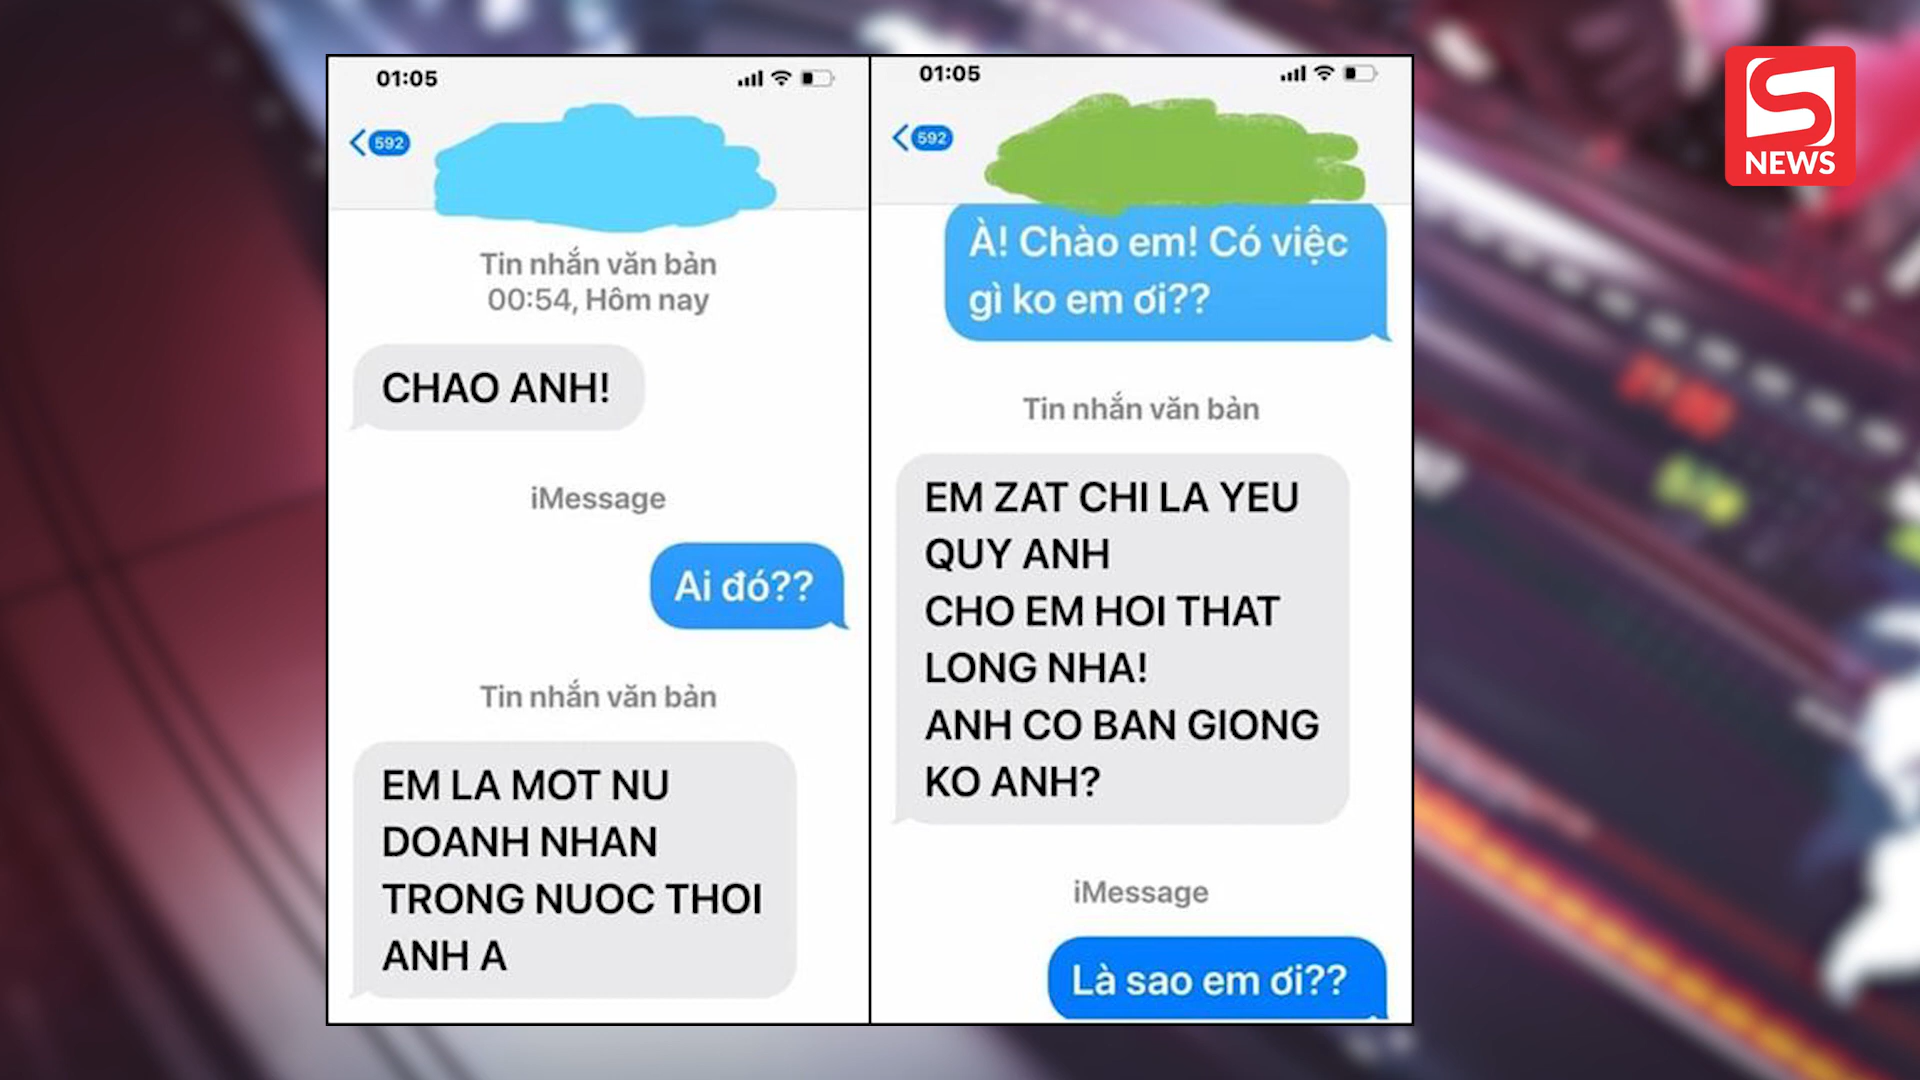 01:05
592
Tin nhắn văn bản
00:54, Hôm nay
CHAO ANH!
iMessage
Ai đó??
Tin nhắn văn bản
EM LA MOT NU
DOANH NHAN
TRONG NUOC THOI
ANH A
01:05
592
À! Chào em! Có việc
gì ko em ơi??
Tin nhắn văn bản
EM ZAT CHI LA YEU
QUY ANH
CHO EM HOI THAT
LONG NHA!
ANH CO BAN GIONG
KO ANH?
iMessage
Là sao em ơi??
S
NEWS